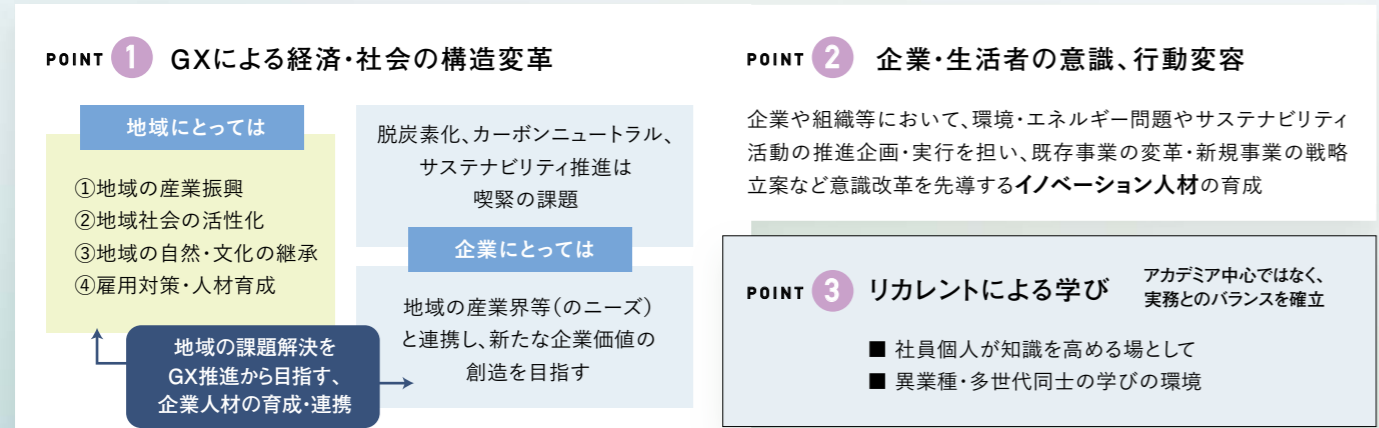 POINT 1 GXによる経済・社会の構造変革
地域にとっては
①地域の産業振興
②地域社会の活性化
③地域の自然・文化の継承
④雇用対策・人材育成
脱炭素化、カーボンニュートラル、
サステナビリティ推進は
喫緊の課題
企業にとっては
地域の産業界等(のニーズ)
と連携し、新たな企業価値の
創造を目指す
地域の課題解決を
GX推進から目指す、
企業人材の育成・連携
POINT 2 企業・生活者の意識、行動変容
企業や組織等において、環境・エネルギー問題やサステナビリティ
活動の推進企画・実行を担い、既存事業の変革・新規事業の戦略
立案など意識改革を先導するイノベーション人材の育成
POINT 3 リカレントによる学び
アカデミア中心ではなく、
実務とのバランスを確立
■ 社員個人が知識を高める場として
■ 異業種・多世代同士の学びの環境